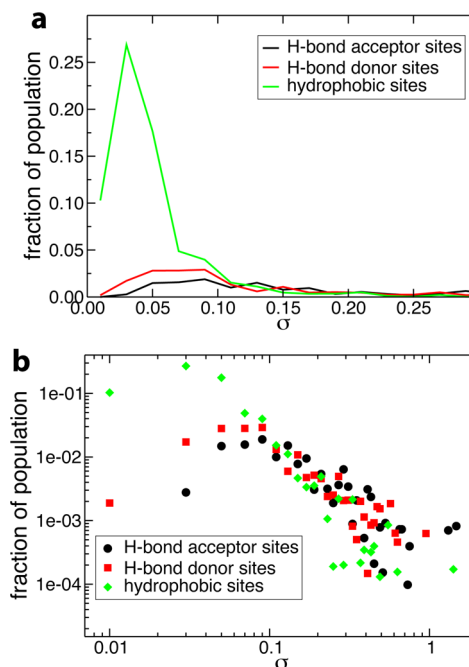 a
H-bond acceptor sites
H-bond donor sites
hydrophobic sites
fraction of population
0.25
0.20
0.15
0.10
0.05
0.00
0.00 0.05 0.10 0.15 0.20 0.25
σ
b
fraction of population
1e-01
1e-02
1e-03
1e-04
H-bond acceptor sites
H-bond donor sites
hydrophobic sites
0.01 0.1 1
σ